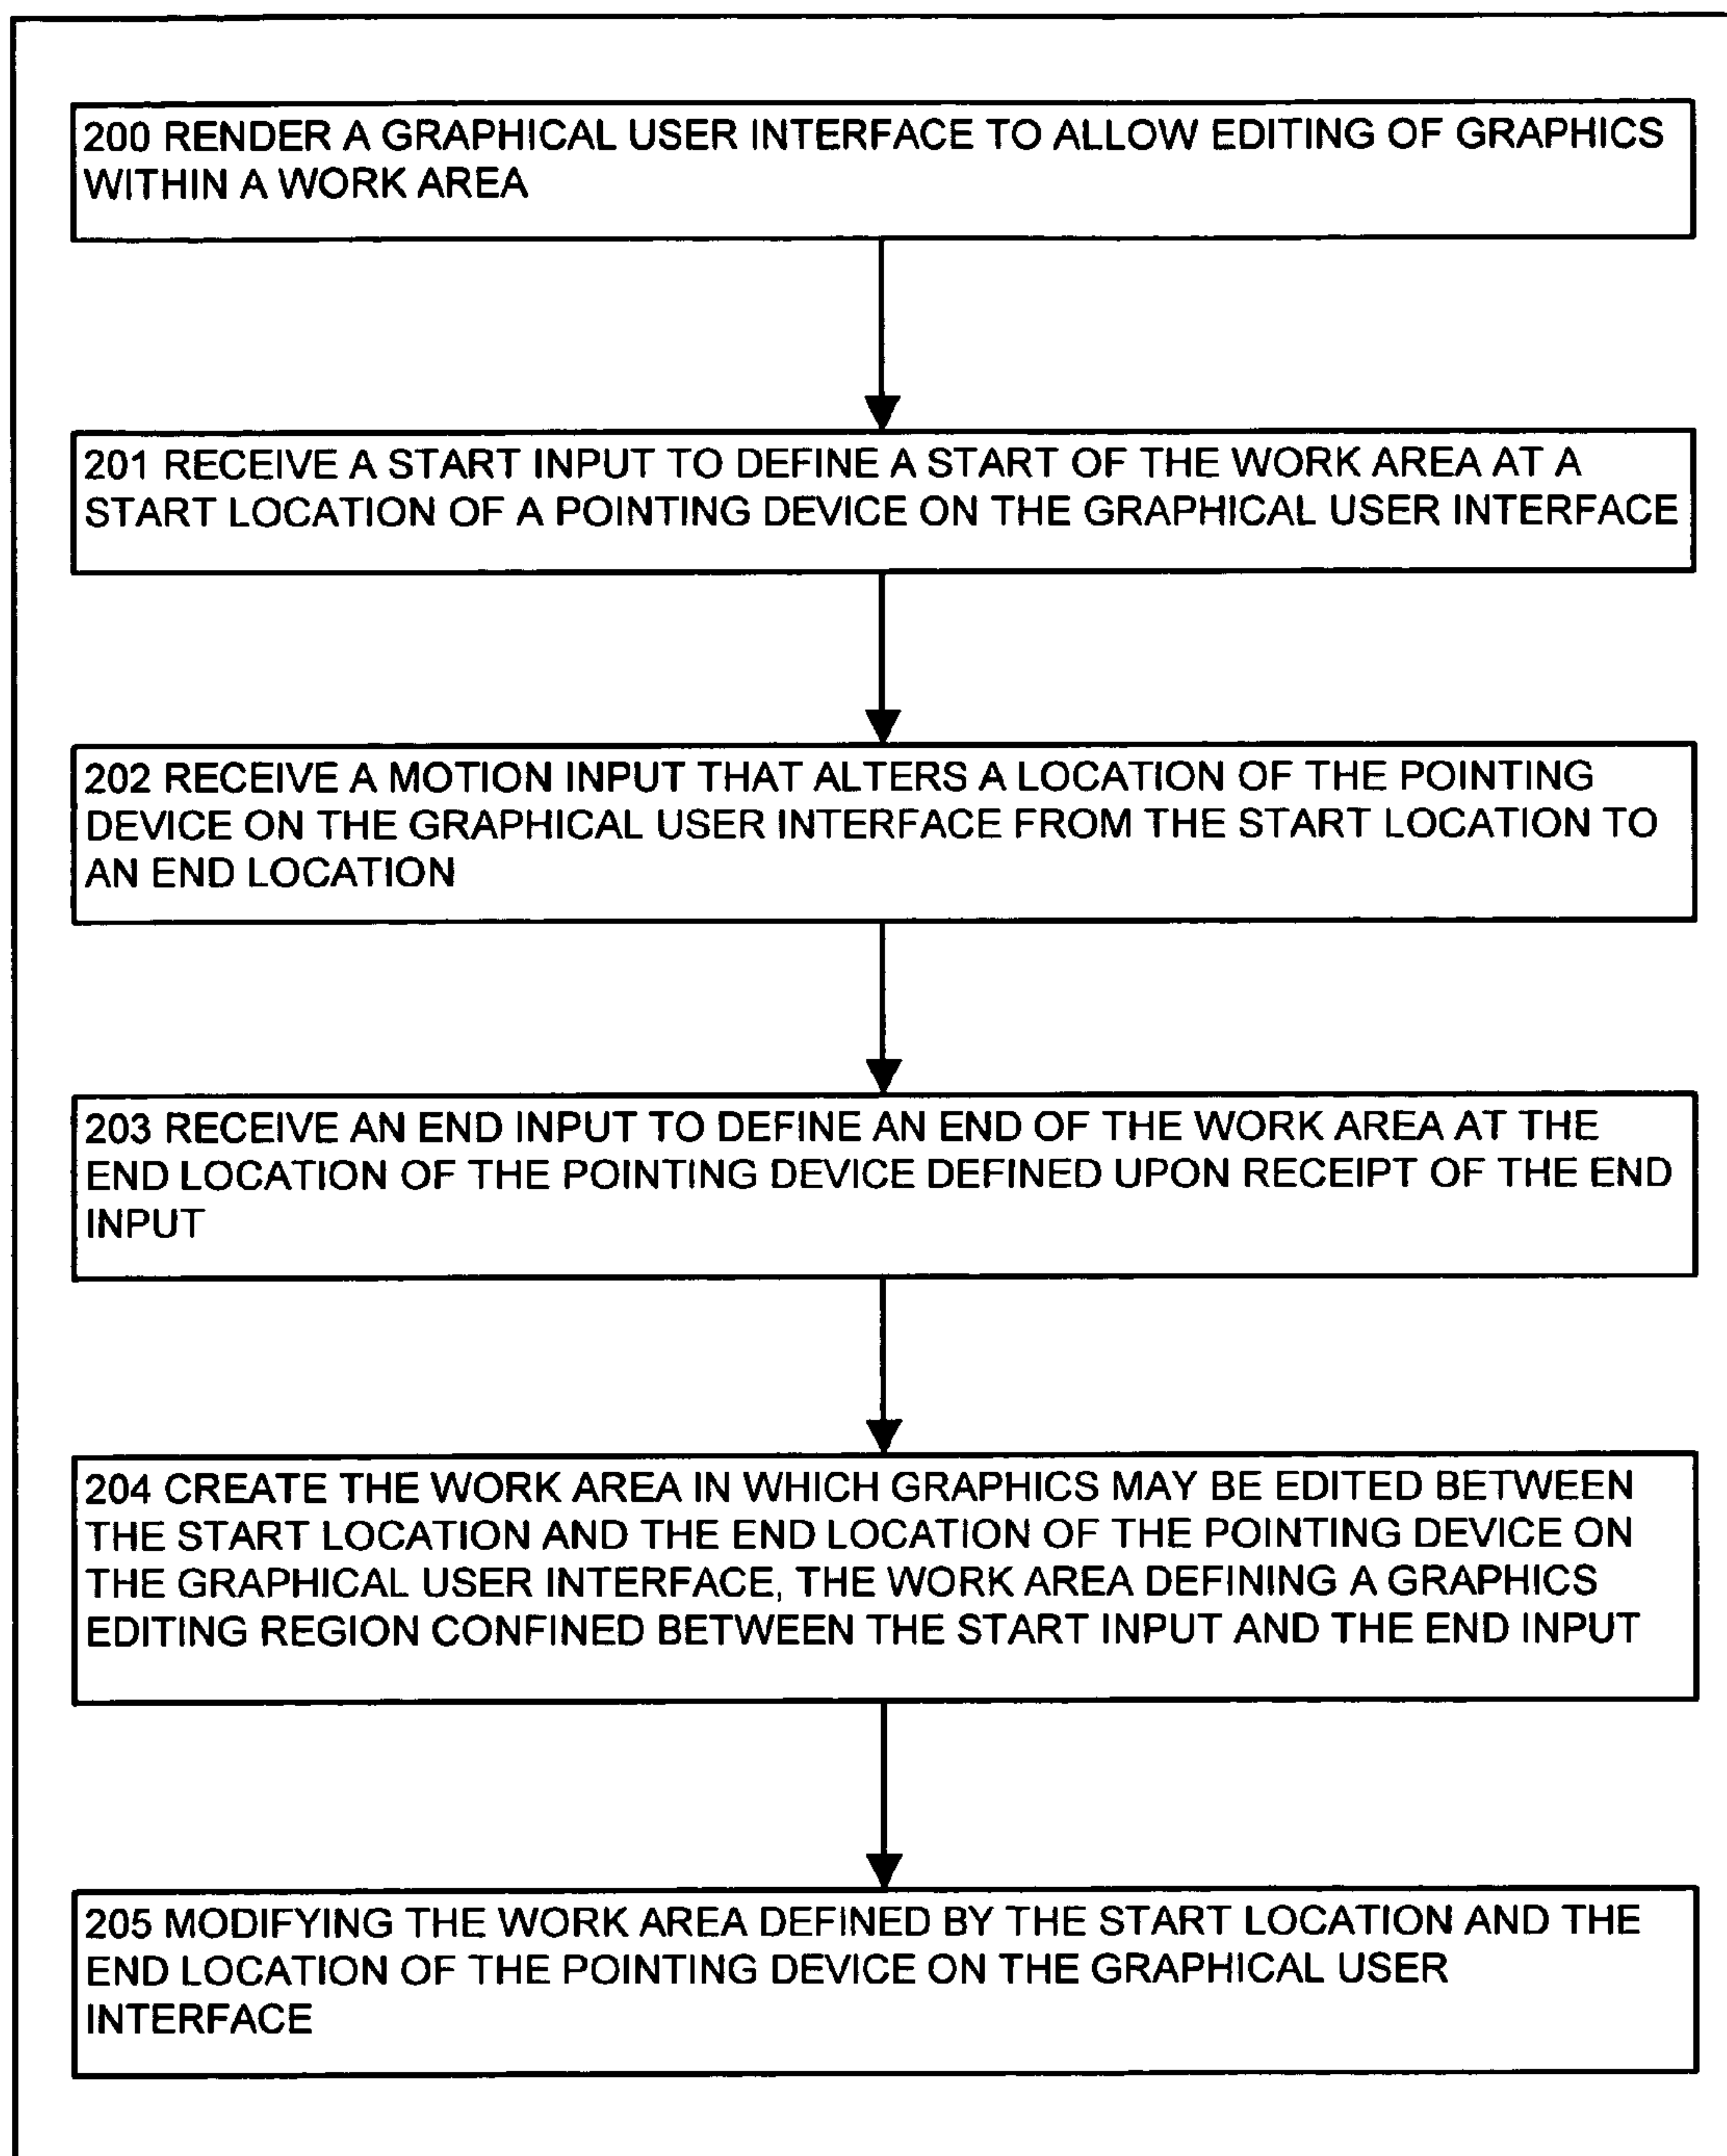 200 RENDER A GRAPHICAL USER INTERFACE TO ALLOW EDITING OF GRAPHICS
WITHIN A WORK AREA
201 RECEIVE A START INPUT TO DEFINE A START OF THE WORK AREA AT A
START LOCATION OF A POINTING DEVICE ON THE GRAPHICAL USER INTERFACE
202 RECEIVE A MOTION INPUT THAT ALTERS A LOCATION OF THE POINTING
DEVICE ON THE GRAPHICAL USER INTERFACE FROM THE START LOCATION TO
AN END LOCATION
203 RECEIVE AN END INPUT TO DEFINE AN END OF THE WORK AREA AT THE
END LOCATION OF THE POINTING DEVICE DEFINED UPON RECEIPT OF THE END
INPUT
204 CREATE THE WORK AREA IN WHICH GRAPHICS MAY BE EDITED BETWEEN
THE START LOCATION AND THE END LOCATION OF THE POINTING DEVICE ON
THE GRAPHICAL USER INTERFACE, THE WORK AREA DEFINING A GRAPHICS
EDITING REGION CONFINED BETWEEN THE START INPUT AND THE END INPUT
205 MODIFYING THE WORK AREA DEFINED BY THE START LOCATION AND THE
END LOCATION OF THE POINTING DEVICE ON THE GRAPHICAL USER
INTERFACE